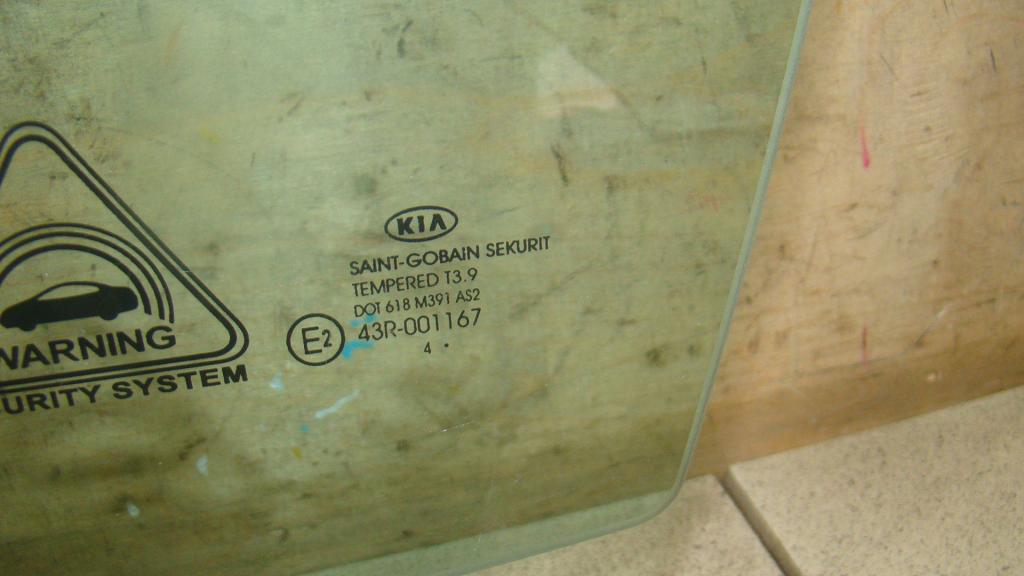 WARNING
URITY SYSTEM
KIA
SAINT-GOBAIN SEKURIT
TEMPERED T3.9
DOT 618 M391 AS2
E2 43R-001167
4 .